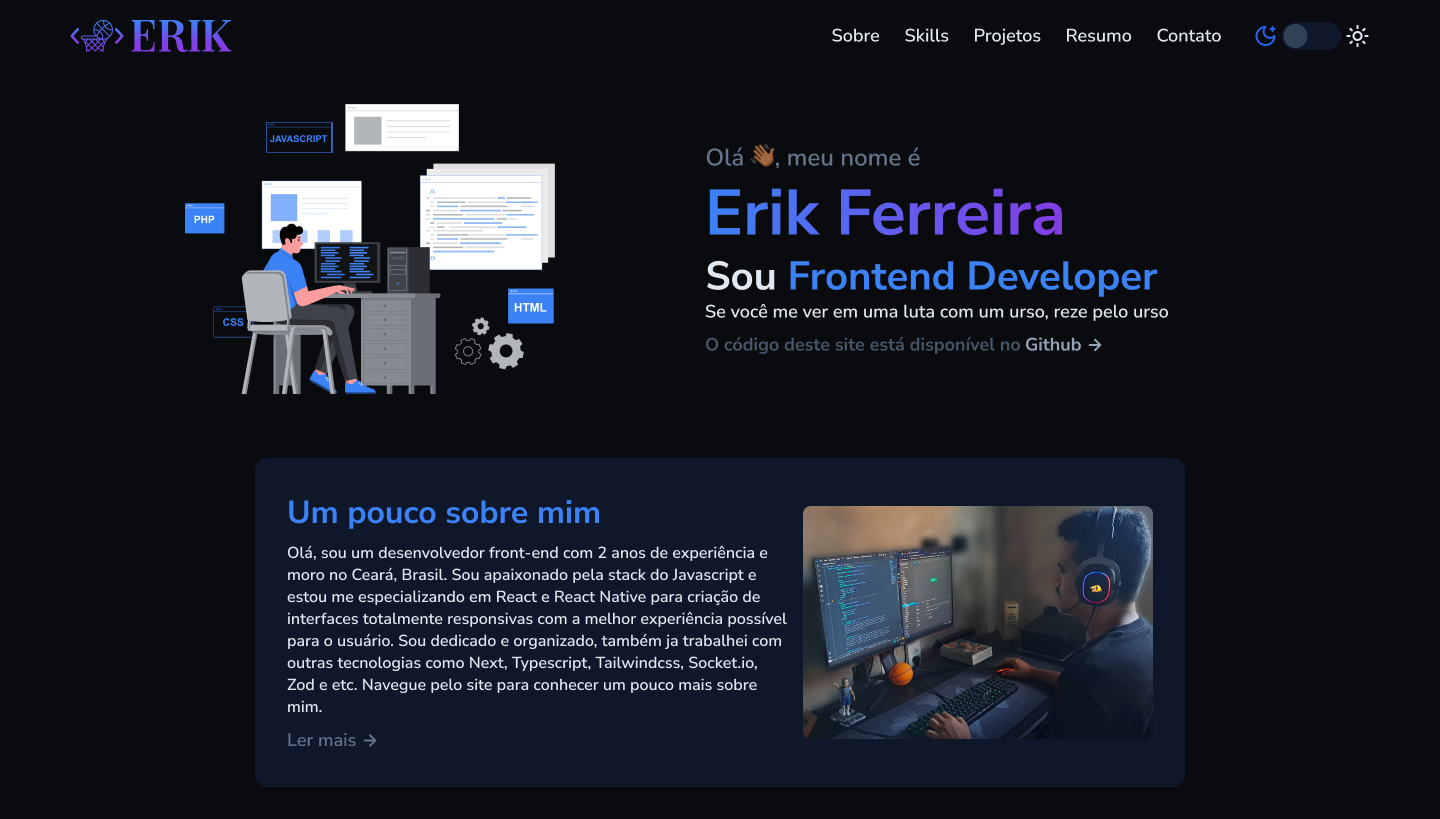 ERIK
Sobre Skills Projetos Resumo Contato
JAVASCRIPT
PHP
CSS
HTML
Olá 👋🏾, meu nome é
Erik Ferreira
Sou Frontend Developer
Se você me ver em uma luta com um urso, reze pelo urso
O código deste site está disponível no Github →
Um pouco sobre mim
Olá, sou um desenvolvedor front-end com 2 anos de experiência e
moro no Ceará, Brasil. Sou apaixonado pela stack do Javascript e
estou me especializando em React e React Native para criação de
interfaces totalmente responsivas com a melhor experiência possível
para o usuário. Sou dedicado e organizado, também ja trabalhei com
outras tecnologias como Next, Typescript, Tailwindcss, Socket.io,
Zod e etc. Navegue pelo site para conhecer um pouco mais sobre
mim.
Ler mais →